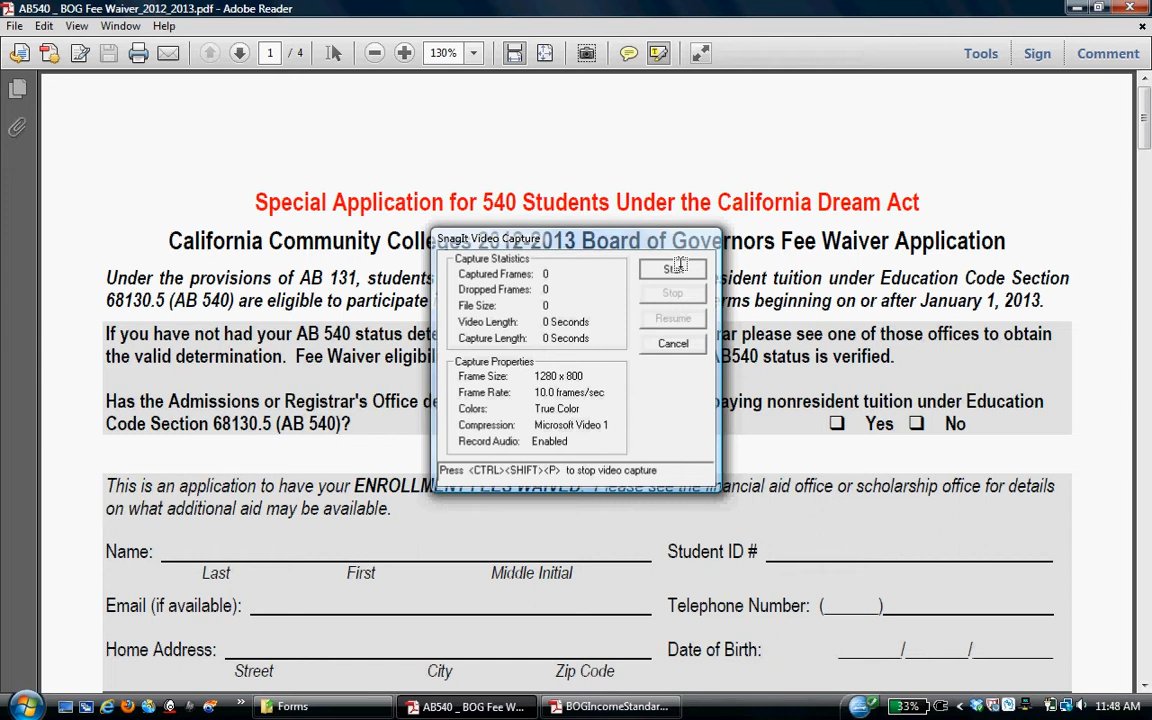 AB540 _ BOG Fee Waiver_2012_2013.pdf - Adobe Reader
File Edit View Window Help
1 / 4 130% Tools Sign Comment
Special Application for 540 Students Under the California Dream Act
California Community Colleges 2012-2013 Board of Governors Fee Waiver Application
Under the provisions of AB 131, students
resident tuition under Education Code Section
68130.5 (AB 540) are eligible to participate i
rms beginning on or after January 1, 2013.
If you have not had your AB 540 status det
rar please see one of those offices to obtain
the valid determination. Fee Waiver eligibi
AB540 status is verified.
Has the Admissions or Registrar's Office de
paying nonresident tuition under Education
Code Section 68130.5 (AB 540)?
❑ Yes ❑ No
This is an application to have your ENROLLMENT FEES WAIVED. Please see the financial aid office or scholarship office for details
on what additional aid may be available.
Name: Student ID #
Last First Middle Initial
Email (if available): Telephone Number: (_____)
Home Address: Date of Birth: / /
Street City Zip Code
SnagIt Video Capture
Capture Statistics
Captured Frames: 0
Dropped Frames: 0
File Size: 0
Video Length: 0 Seconds
Capture Length: 0 Seconds
Capture Properties
Frame Size: 1280 x 800
Frame Rate: 10.0 frames/sec
Colors: True Color
Compression: Microsoft Video 1
Record Audio: Enabled
Start
Stop
Resume
Cancel
Press <CTRL><SHIFT><P> to stop video capture
Forms AB540 _ BOG Fee W... BOGIncomeStandar... 33% 11:48 AM